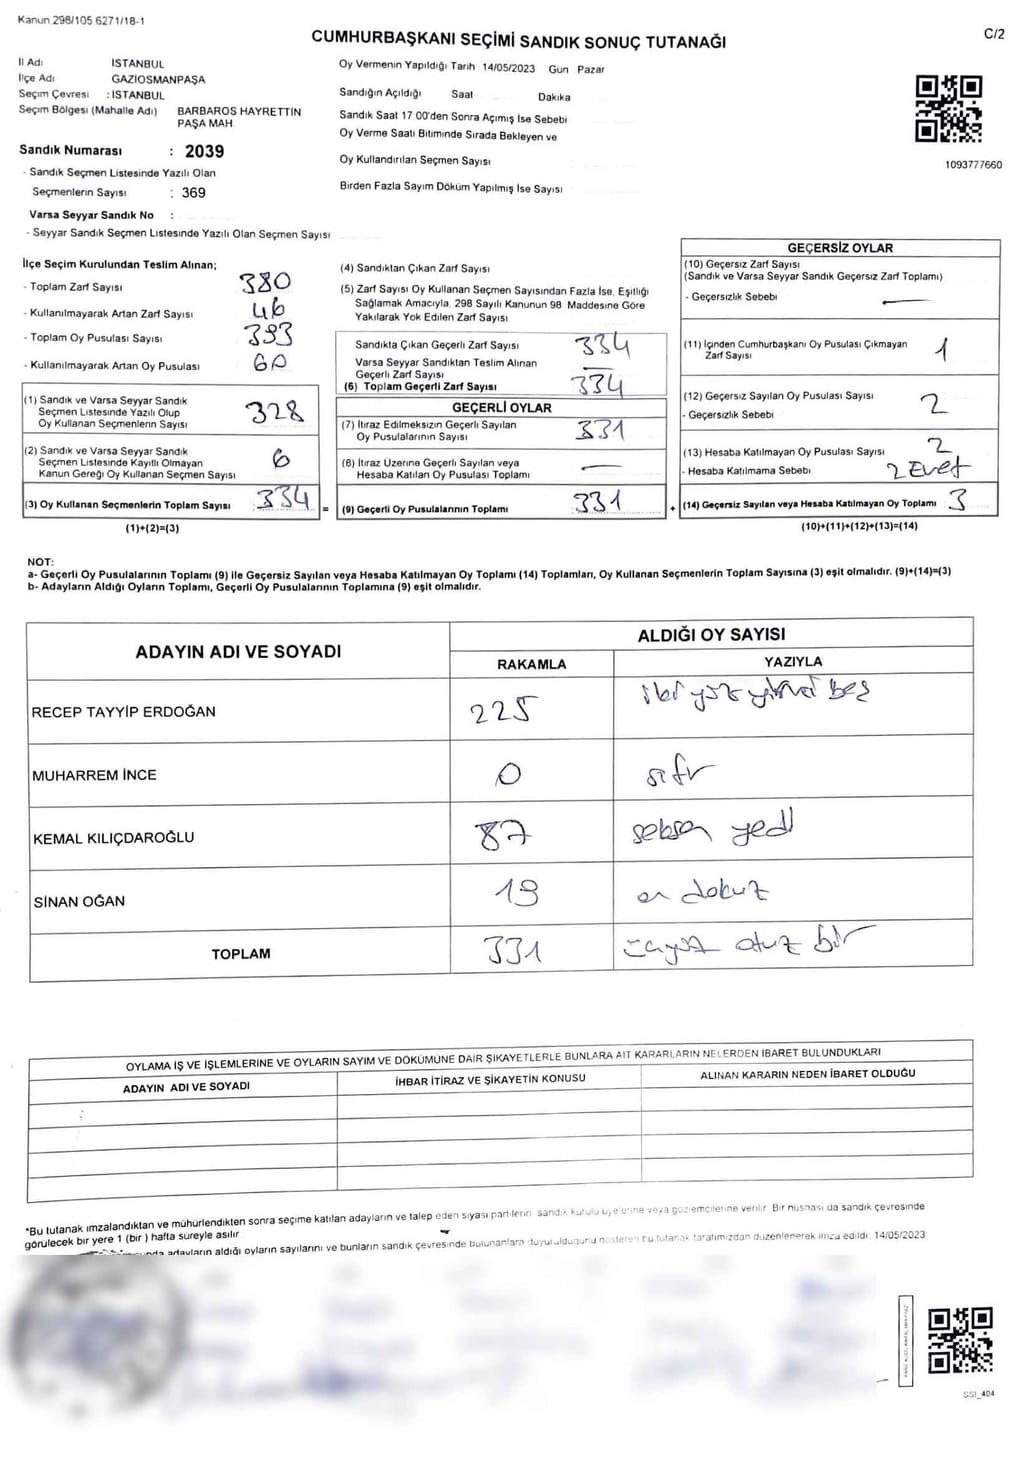 Kanun 298/105 6271/18-1
C/2
CUMHURBAŞKANI SEÇİMİ SANDIK SONUÇ TUTANAĞI
İl Adı İSTANBUL
İlçe Adı GAZİOSMANPAŞA
Seçim Çevresi : İSTANBUL
Seçim Bölgesi (Mahalle Adı) BARBAROS HAYRETTİN
PAŞA MAH
Sandık Numarası : 2039
- Sandık Seçmen Listesinde Yazılı Olan
Seçmenlerin Sayısı : 369
Varsa Seyyar Sandık No :
- Seyyar Sandık Seçmen Listesinde Yazılı Olan Seçmen Sayısı
Oy Vermenin Yapıldığı Tarih 14/05/2023 Gün Pazar
Sandığın Açıldığı Saat Dakika
Sandık Saat 17 00'den Sonra Açımış İse Sebebi
Oy Verme Saati Bitiminde Sırada Bekleyen ve
Oy Kullandırılan Seçmen Sayısı
Birden Fazla Sayım Döküm Yapılmış İse Sayısı
1093777660
İlçe Seçim Kurulundan Teslim Alınan;
- Toplam Zarf Sayısı 380
- Kullanılmayarak Artan Zarf Sayısı 46
- Toplam Oy Pusulası Sayısı 393
- Kullanılmayarak Artan Oy Pusulası 60
(1) Sandık ve Varsa Seyyar Sandık
Seçmen Listesinde Yazılı Olup
Oy Kullanan Seçmenlerin Sayısı 328
(2) Sandık ve Varsa Seyyar Sandık
Seçmen Listesinde Kayıtlı Olmayan
Kanun Gereği Oy Kullanan Seçmen Sayısı 6
(3) Oy Kullanan Seçmenlerin Toplam Sayısı 334 =
(1)+(2)=(3)
(4) Sandıktan Çıkan Zarf Sayısı
(5) Zarf Sayısı Oy Kullanan Seçmen Sayısından Fazla İse, Eşitliği
Sağlamak Amacıyla, 298 Sayılı Kanunun 98 Maddesine Göre
Yakılarak Yok Edilen Zarf Sayısı
Sandıkta Çıkan Geçerli Zarf Sayısı 334
Varsa Seyyar Sandıktan Teslim Alınan
Geçerli Zarf Sayısı —
(6) Toplam Geçerli Zarf Sayısı 334
GEÇERLİ OYLAR
(7) İtiraz Edilmeksizin Geçerli Sayılan
Oy Pusulalarının Sayısı 331
(8) İtiraz Üzerine Geçerli Sayılan veya
Hesaba Katılan Oy Pusulası Toplamı —
(9) Geçerli Oy Pusulalarının Toplamı 331 +
GEÇERSİZ OYLAR
(10) Geçersiz Zarf Sayısı
(Sandık ve Varsa Seyyar Sandık Geçersiz Zarf Toplamı)
- Geçersizlik Sebebi —
(11) İçinden Cumhurbaşkanı Oy Pusulası Çıkmayan
Zarf Sayısı 1
(12) Geçersiz Sayılan Oy Pusulası Sayısı 2
- Geçersizlik Sebebi
(13) Hesaba Katılmayan Oy Pusulası Sayısı 2
- Hesaba Katılmama Sebebi 2 Evet
(14) Geçersiz Sayılan veya Hesaba Katılmayan Oy Toplamı 3
(10)+(11)+(12)+(13)=(14)
NOT:
a- Geçerli Oy Pusulalarının Toplamı (9) ile Geçersiz Sayılan veya Hesaba Katılmayan Oy Toplamı (14) Toplamları, Oy Kullanan Seçmenlerin Toplam Sayısına (3) eşit olmalıdır. (9)+(14)=(3)
b- Adayların Aldığı Oyların Toplamı, Geçerli Oy Pusulalarının Toplamına (9) eşit olmalıdır.
ADAYIN ADI VE SOYADI ALDIĞI OY SAYISI
RAKAMLA YAZIYLA
RECEP TAYYİP ERDOĞAN 225 iki yüz yirmi beş
MUHARREM İNCE 0 sıfır
KEMAL KILIÇDAROĞLU 87 seksen yedi
SİNAN OĞAN 19 on dokuz
TOPLAM 331 üçyüz otuz bir
OYLAMA İŞ VE İŞLEMLERİNE VE OYLARIN SAYIM VE DÖKÜMÜNE DAİR ŞİKAYETLERLE BUNLARA AİT KARARLARIN NELERDEN İBARET BULUNDUKLARI
ADAYIN ADI VE SOYADI İHBAR İTİRAZ VE ŞİKAYETİN KONUSU ALINAN KARARIN NEDEN İBARET OLDUĞU
*Bu tutanak imzalandıktan ve mühürlendikten sonra seçime katılan adayların ve talep eden siyası partilerin sandık kurulu üyelerine veya gözlemcilerine verilir Bir nüshası da sandık çevresinde
görülecek bir yere 1 (bir ) hafta süreyle asılır
adayların aldığı oyların sayılarını ve bunların sandık çevresinde bulunanlara duyurulduğunu gösteren bu tutanak tarafımızdan düzenlenerek imza edildi 14/05/2023
SSI_404